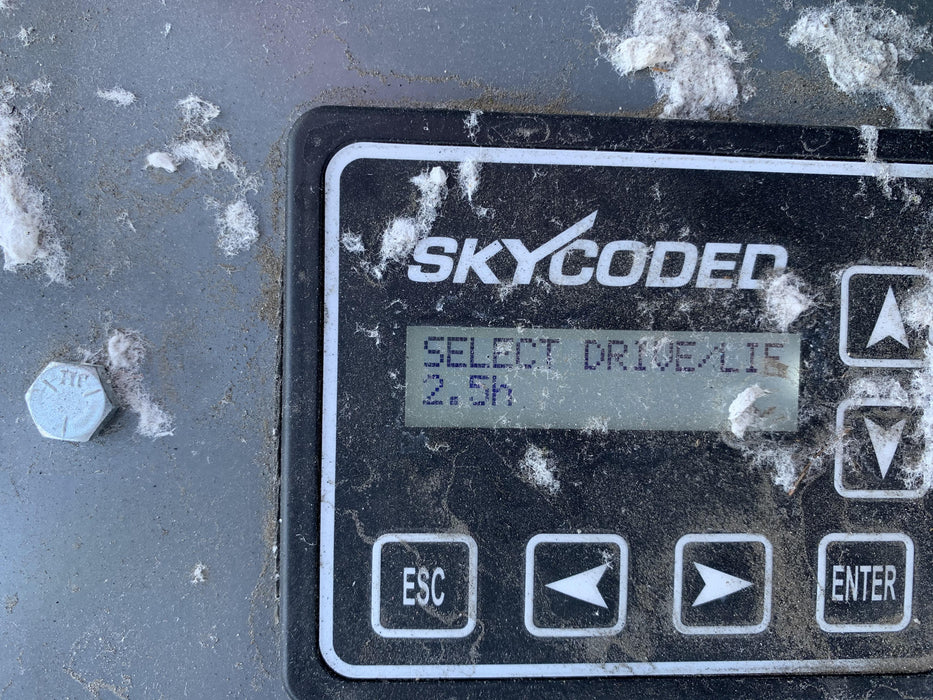 SKYCODED
SELECT DRIVE/LIF
2.5h
ESC
ENTER